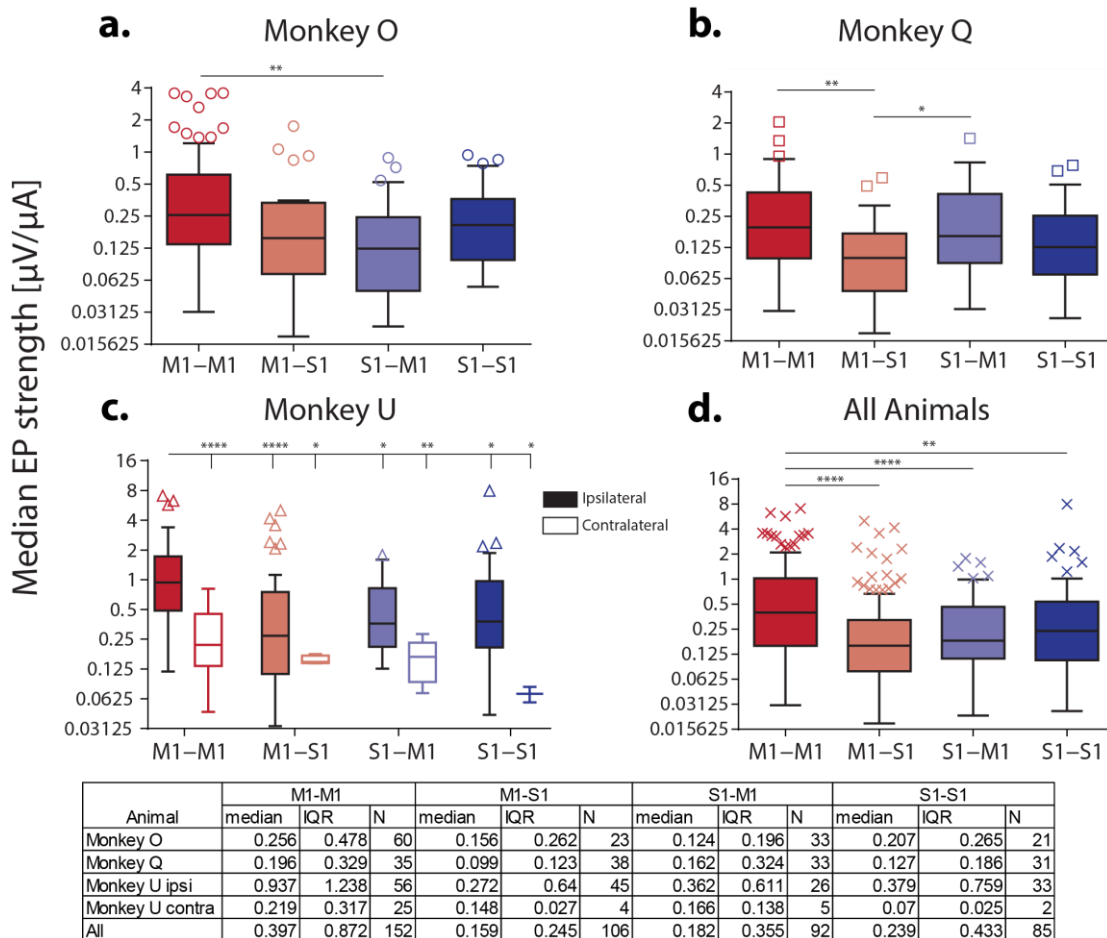 a. Monkey O
**
4
2
1
0.5
0.25
0.125
0.0625
0.03125
0.015625
M1–M1 M1–S1 S1–M1 S1–S1
b. Monkey Q
** *
4
2
1
0.5
0.25
0.125
0.0625
0.03125
0.015625
M1–M1 M1–S1 S1–M1 S1–S1
Median EP strength [µV/µA]
c. Monkey U
**** **** * * ** * *
16
8
4
2
1
0.5
0.25
0.125
0.0625
0.03125
M1–M1 M1–S1 S1–M1 S1–S1
Ipsilateral
Contralateral
d. All Animals
**
****
****
16
8
4
2
1
0.5
0.25
0.125
0.0625
0.03125
0.015625
M1–M1 M1–S1 S1–M1 S1–S1
M1-M1 M1-S1 S1-M1 S1-S1
Animal median IQR N median IQR N median IQR N median IQR N
Monkey O 0.256 0.478 60 0.156 0.262 23 0.124 0.196 33 0.207 0.265 21
Monkey Q 0.196 0.329 35 0.099 0.123 38 0.162 0.324 33 0.127 0.186 31
Monkey U ipsi 0.937 1.238 56 0.272 0.64 45 0.362 0.611 26 0.379 0.759 33
Monkey U contra 0.219 0.317 25 0.148 0.027 4 0.166 0.138 5 0.07 0.025 2
All 0.397 0.872 152 0.159 0.245 106 0.182 0.355 92 0.239 0.433 85